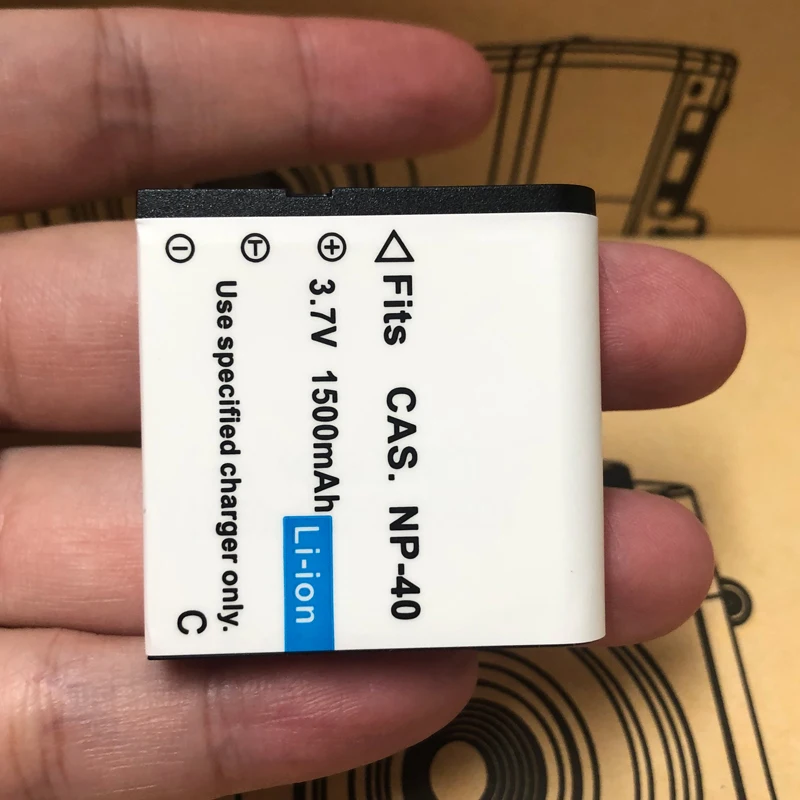 ◁ Fits CAS. NP-40
⊕ 3.7V 1500mAh Li-ion
Ⓣ
Use specified charger only.
⊖
C